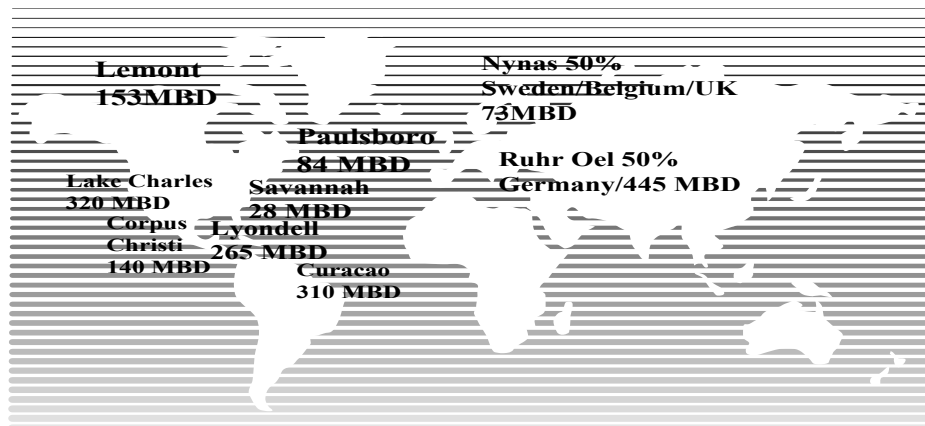 Lemont
153MBD
Nynas 50%
Sweden/Belgium/UK
73MBD
Paulsboro
84 MBD
Ruhr Oel 50%
Germany/445 MBD
Lake Charles
320 MBD
Savannah
28 MBD
Corpus
Christi
140 MBD
Lyondell
265 MBD
Curacao
310 MBD